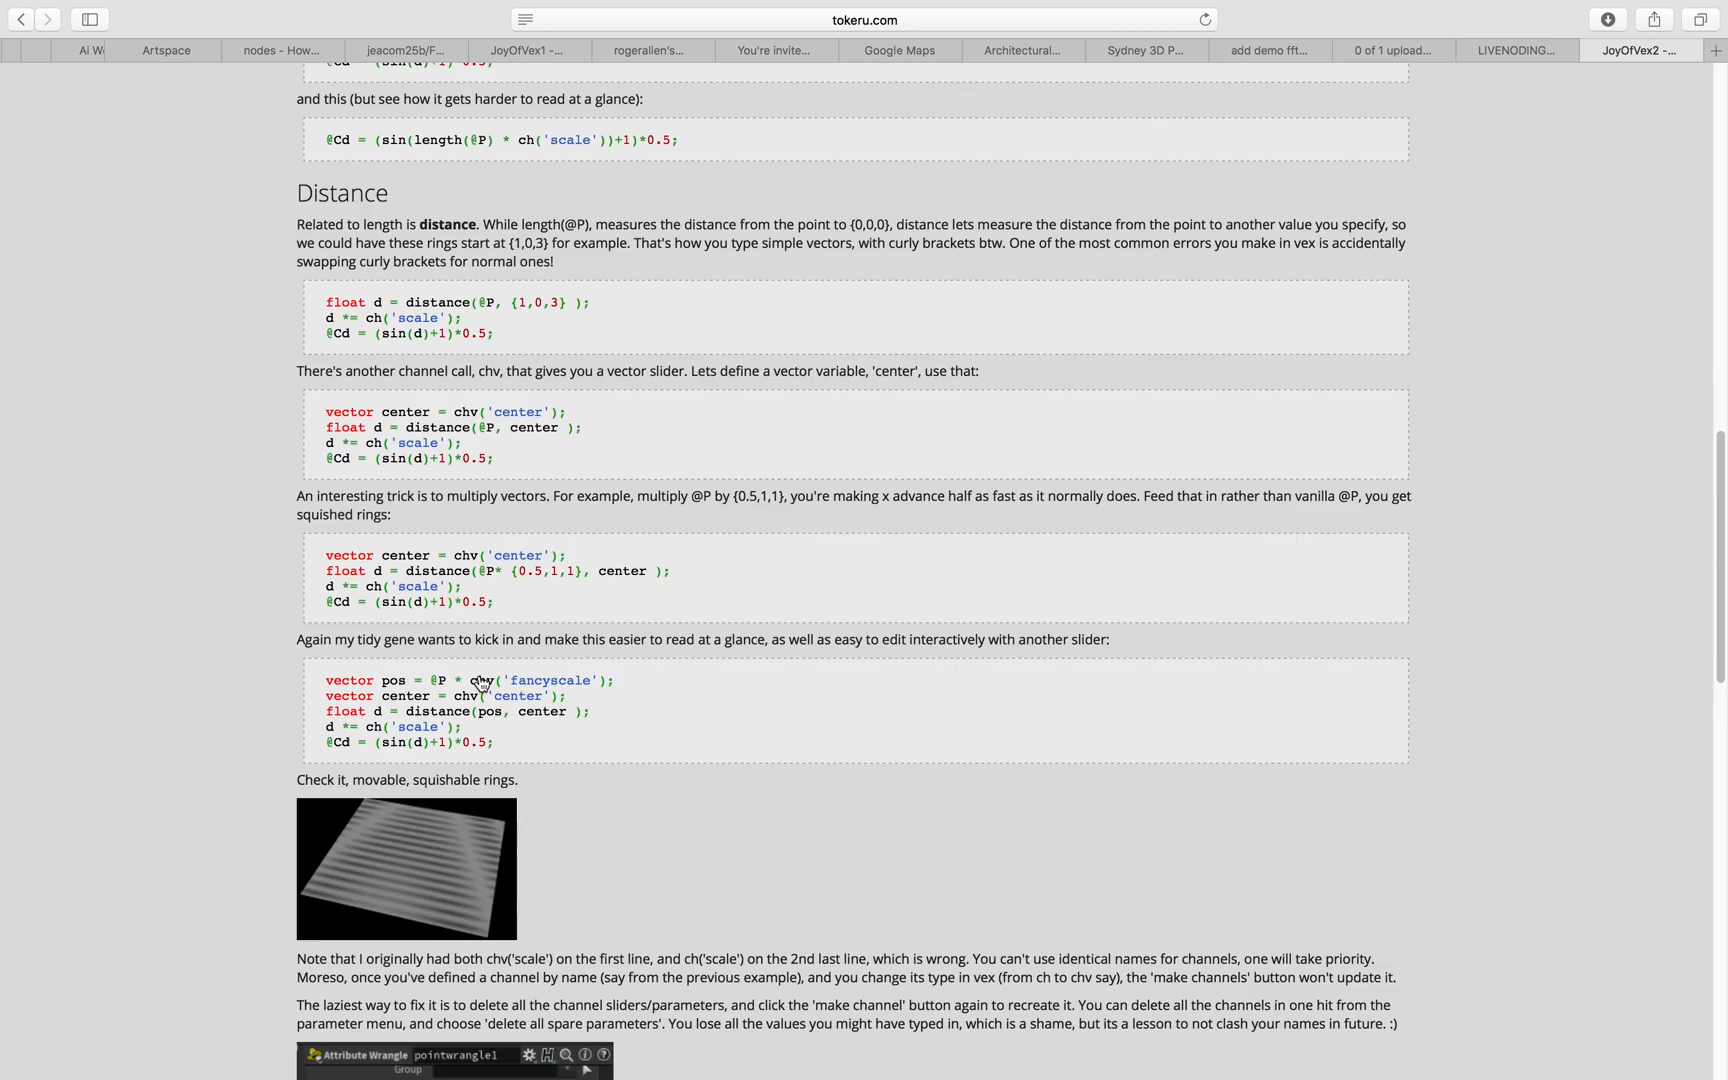 tokeru.com
Ai W
Artspace
nodes - How...
jeacom25b/F...
JoyOfVex1 -...
rogerallen's...
You're invite...
Google Maps
Architectural...
Sydney 3D P...
add demo fft...
0 of 1 upload...
LIVENODING...
JoyOfVex2 -...
@Cd = (sin(d)+1)*0.5;
and this (but see how it gets harder to read at a glance):
@Cd = (sin(length(@P) * ch('scale'))+1)*0.5;
Distance
Related to length is distance. While length(@P), measures the distance from the point to {0,0,0}, distance lets measure the distance from the point to another value you specify, so
we could have these rings start at {1,0,3} for example. That's how you type simple vectors, with curly brackets btw. One of the most common errors you make in vex is accidentally
swapping curly brackets for normal ones!
float d = distance(@P, {1,0,3} );
d *= ch('scale');
@Cd = (sin(d)+1)*0.5;
There's another channel call, chv, that gives you a vector slider. Lets define a vector variable, 'center', use that:
vector center = chv('center');
float d = distance(@P, center );
d *= ch('scale');
@Cd = (sin(d)+1)*0.5;
An interesting trick is to multiply vectors. For example, multiply @P by {0.5,1,1}, you're making x advance half as fast as it normally does. Feed that in rather than vanilla @P, you get
squished rings:
vector center = chv('center');
float d = distance(@P* {0.5,1,1}, center );
d *= ch('scale');
@Cd = (sin(d)+1)*0.5;
Again my tidy gene wants to kick in and make this easier to read at a glance, as well as easy to edit interactively with another slider:
vector pos = @P * chv('fancyscale');
vector center = chv('center');
float d = distance(pos, center );
d *= ch('scale');
@Cd = (sin(d)+1)*0.5;
Check it, movable, squishable rings.
Note that I originally had both chv('scale') on the first line, and ch('scale') on the 2nd last line, which is wrong. You can't use identical names for channels, one will take priority.
Moreso, once you've defined a channel by name (say from the previous example), and you change its type in vex (from ch to chv say), the 'make channels' button won't update it.
The laziest way to fix it is to delete all the channel sliders/parameters, and click the 'make channel' button again to recreate it. You can delete all the channels in one hit from the
parameter menu, and choose 'delete all spare parameters'. You lose all the values you might have typed in, which is a shame, but its a lesson to not clash your names in future. :)
Attribute Wrangle pointwrangle1
Group